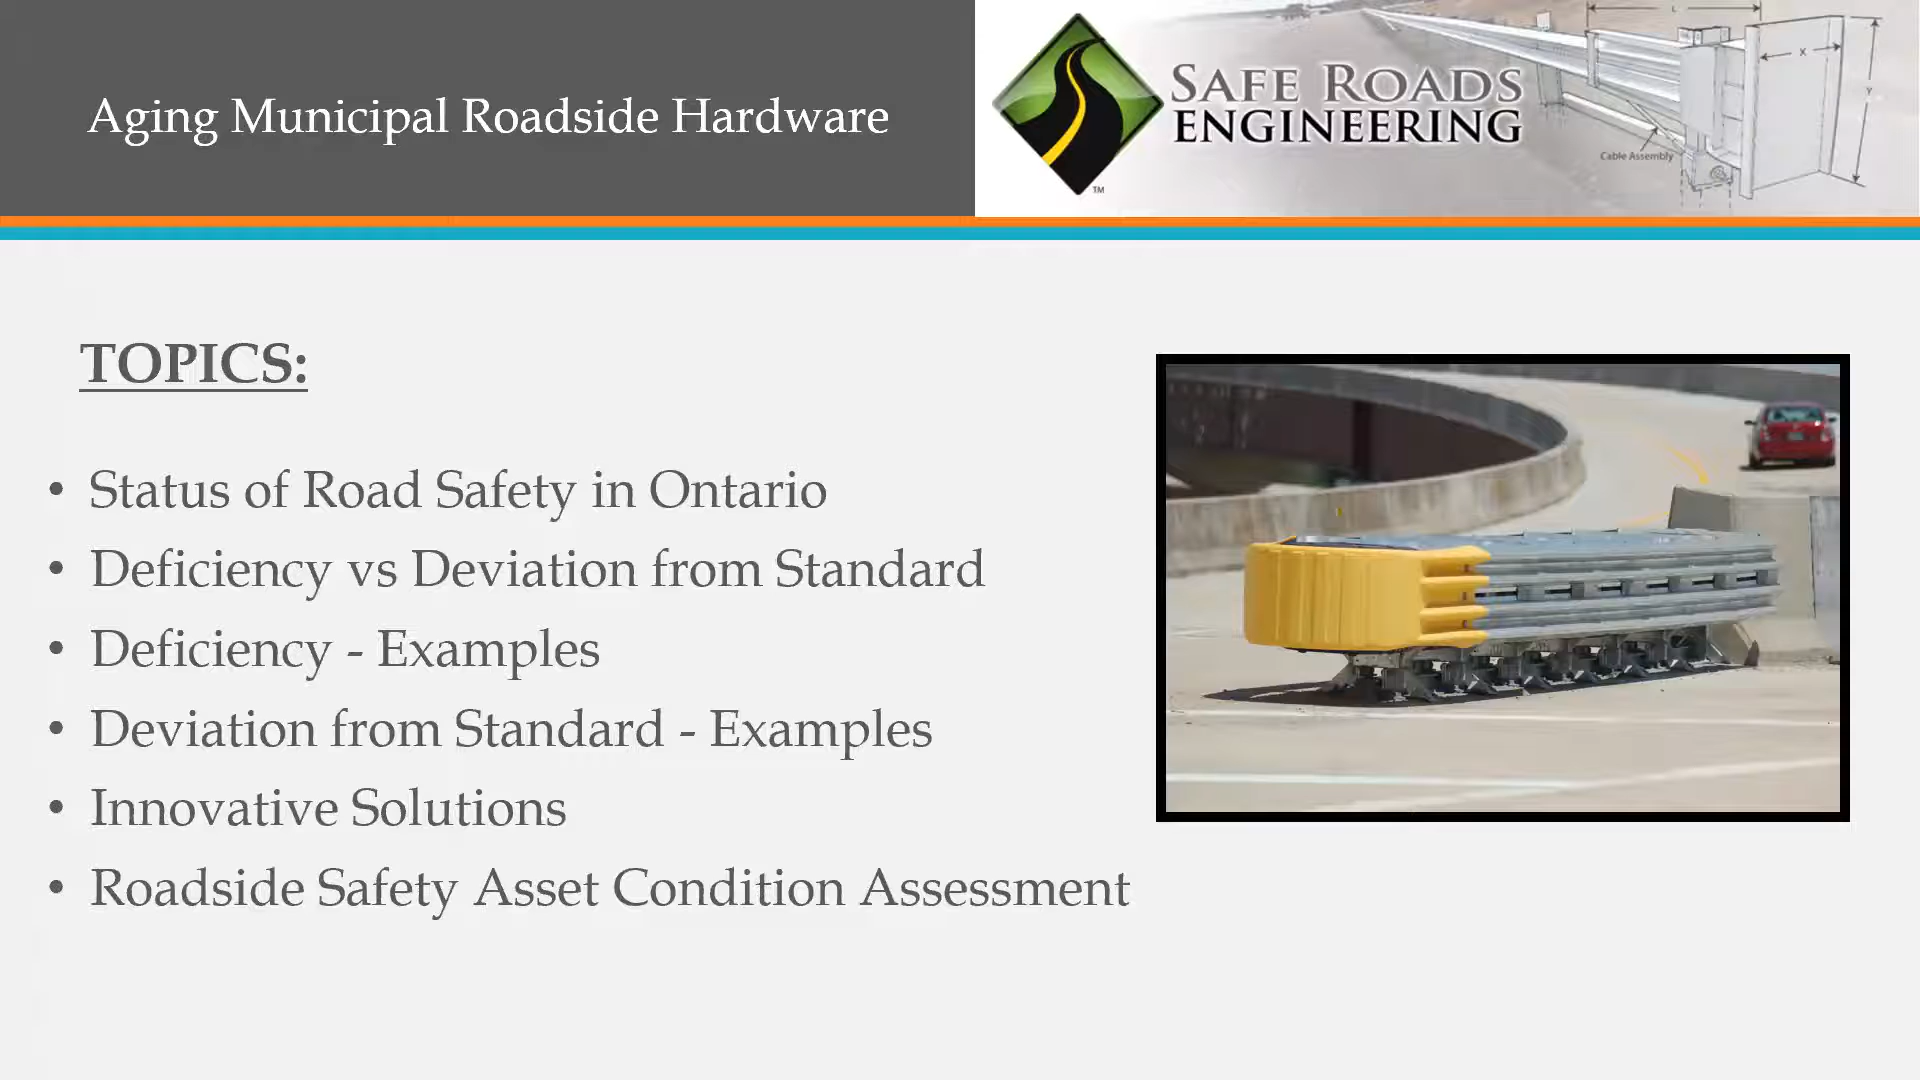 Aging Municipal Roadside Hardware
SAFE ROADS
ENGINEERING
TM
L
X
Y
Cable Assembly
TOPICS:
• Status of Road Safety in Ontario
• Deficiency vs Deviation from Standard
• Deficiency - Examples
• Deviation from Standard - Examples
• Innovative Solutions
• Roadside Safety Asset Condition Assessment